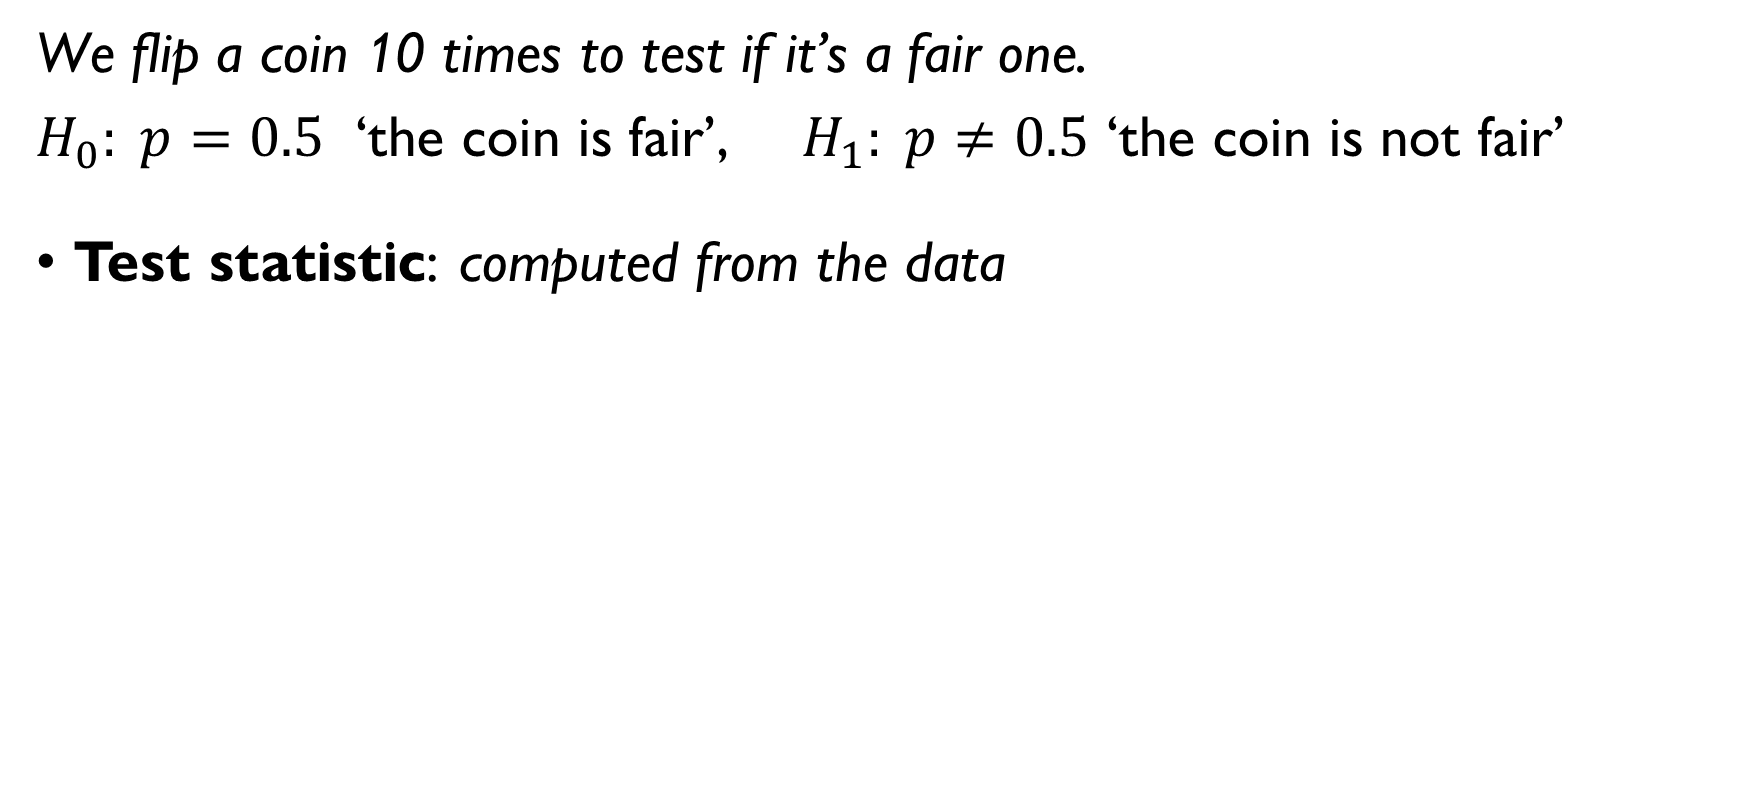 We flip a coin 10 times to test if it’s a fair one.
H₀: p = 0.5 ‘the coin is fair’, H₁: p ≠ 0.5 ‘the coin is not fair’
• Test statistic: computed from the data